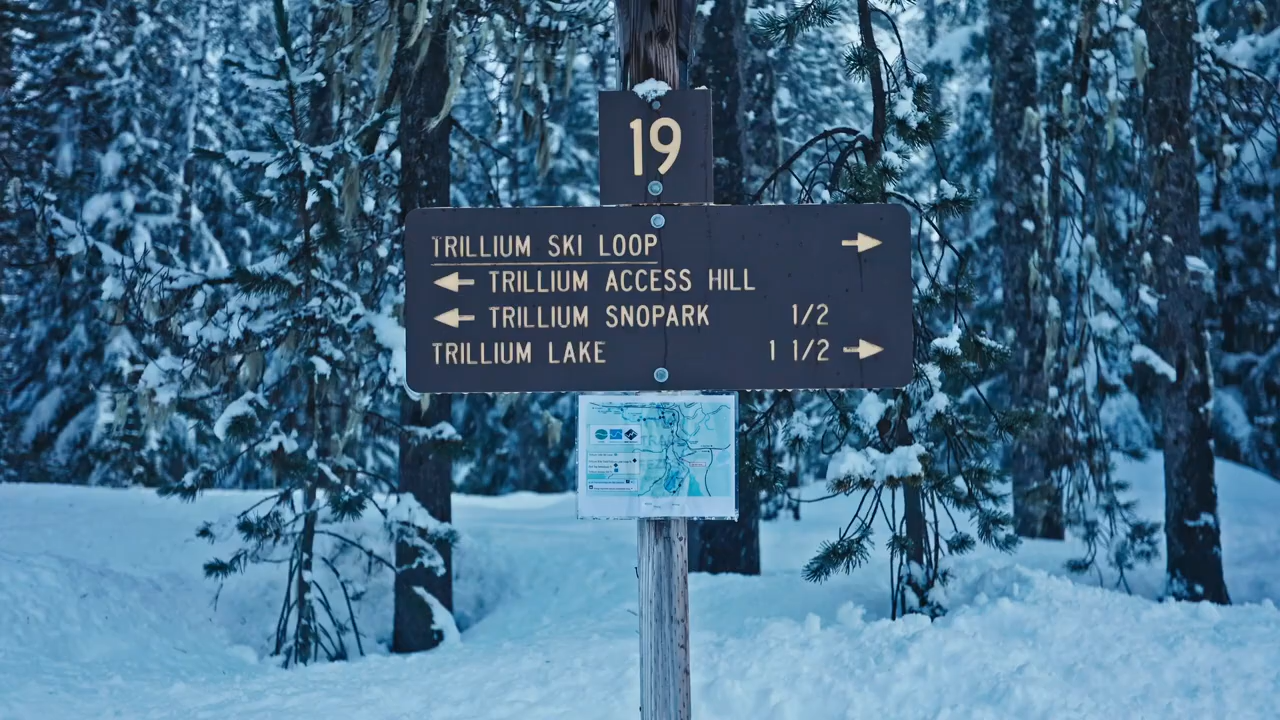 19
TRILLIUM SKI LOOP →
← TRILLIUM ACCESS HILL
← TRILLIUM SNOPARK 1/2
TRILLIUM LAKE 1 1/2 →